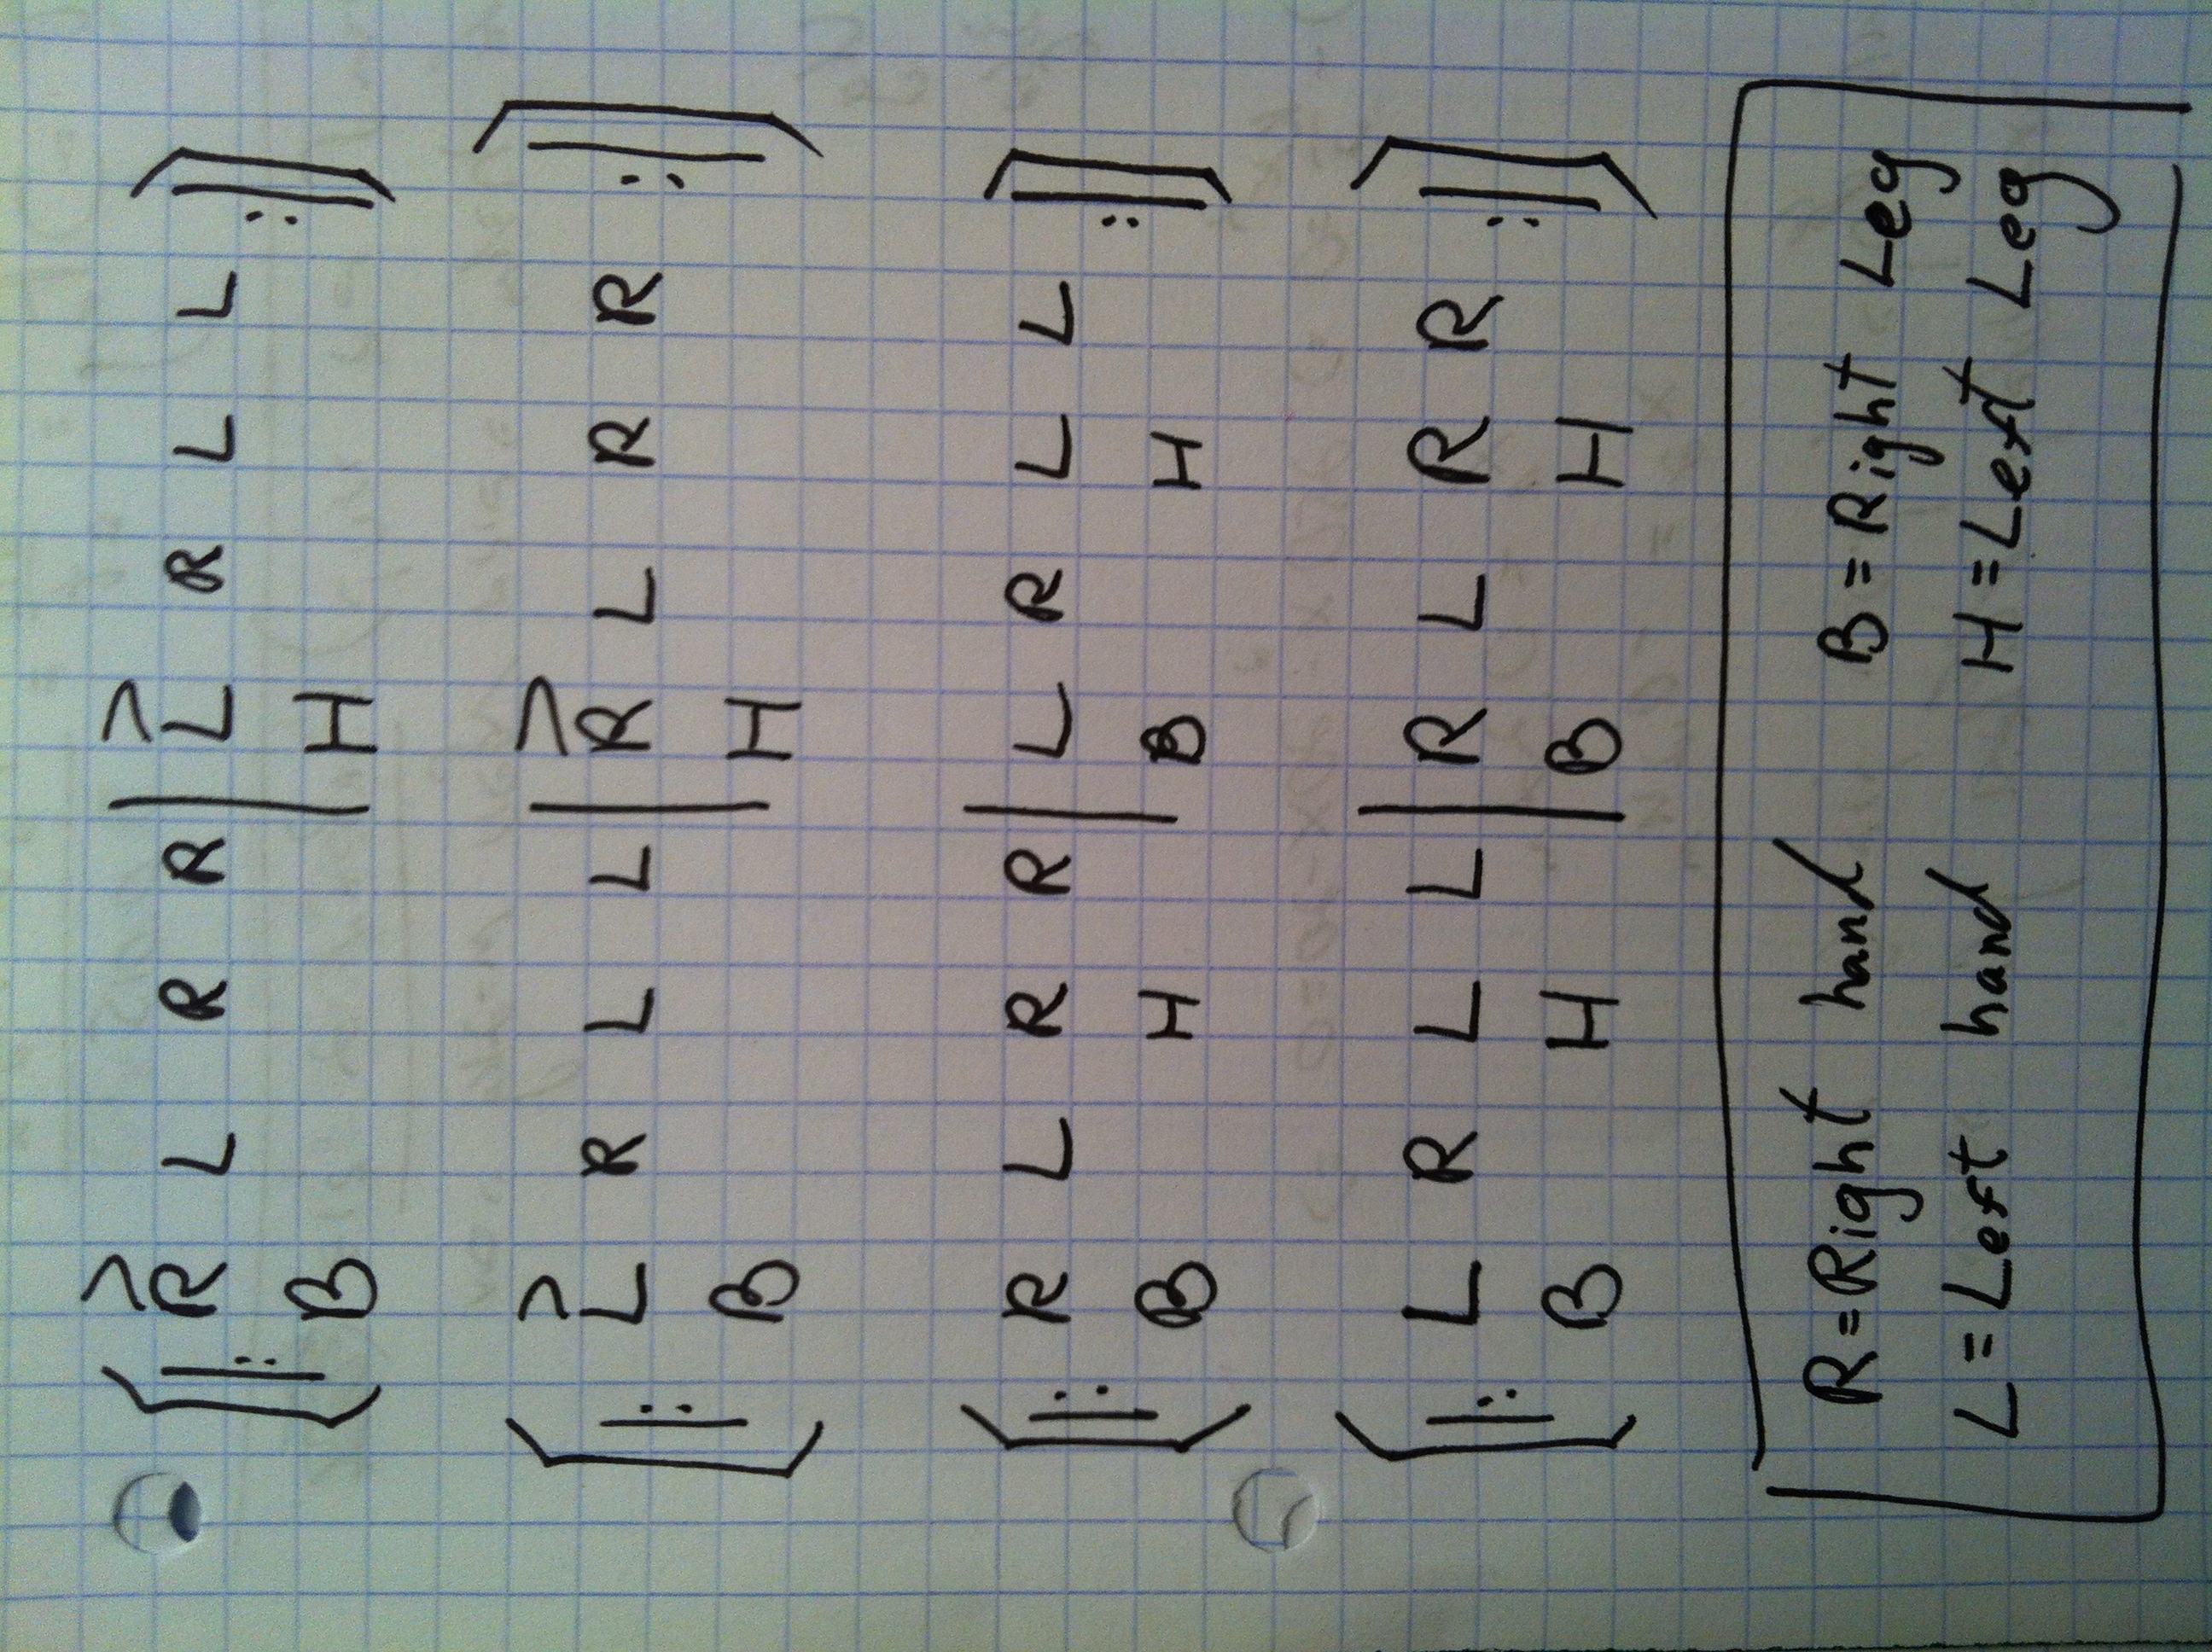 > >
|: R L R R | L R L L :|
B H
> >
|: L R L L | R L R R :|
B H
|: R L R R | L R L L :|
B H B H
|: L R L L | R L R R :|
B H B H
R = Right hand B = Right Leg
L = Left hand H = Left Leg